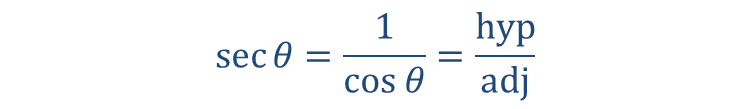 sec θ = 1/cos θ = hyp/adj